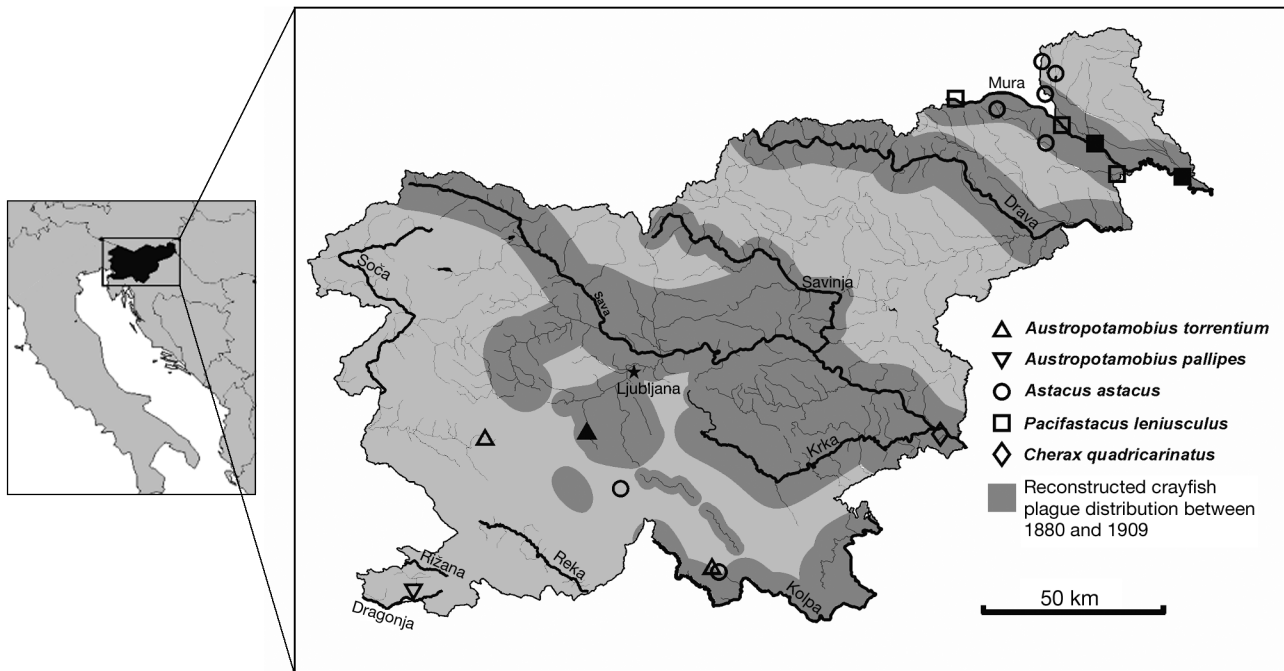 Mura
Drava
Soča
Sava
Savinja
Ljubljana
Krka
Reka
Rižana
Dragonja
Kolpa
Austropotamobius torrentium
Austropotamobius pallipes
Astacus astacus
Pacifastacus leniusculus
Cherax quadricarinatus
Reconstructed crayfish
plague distribution between
1880 and 1909
50 km